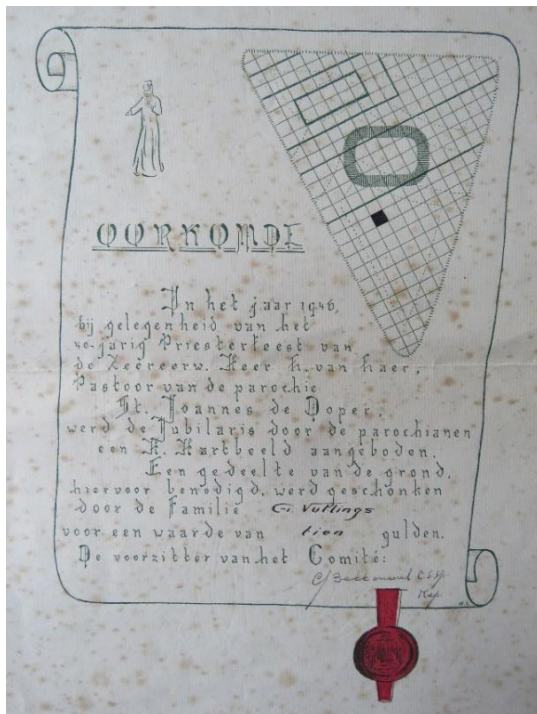 OORKONDE
In het jaar 1946,
bij gelegenheid van het
40-jarig Priesterfeest van
de Zeereerw. Heer H. van Haer,
Pastoor van de parochie
St. Joannes de Doper,
werd de Jubilaris door de parochianen
een H. Hartbeeld aangeboden.
Een gedeelte van de grond,
hiervoor benodigd, werd geschonken
door de Familie G. Vullings
voor een waarde van tien gulden.
De voorzitter van het Comité:
Kap.